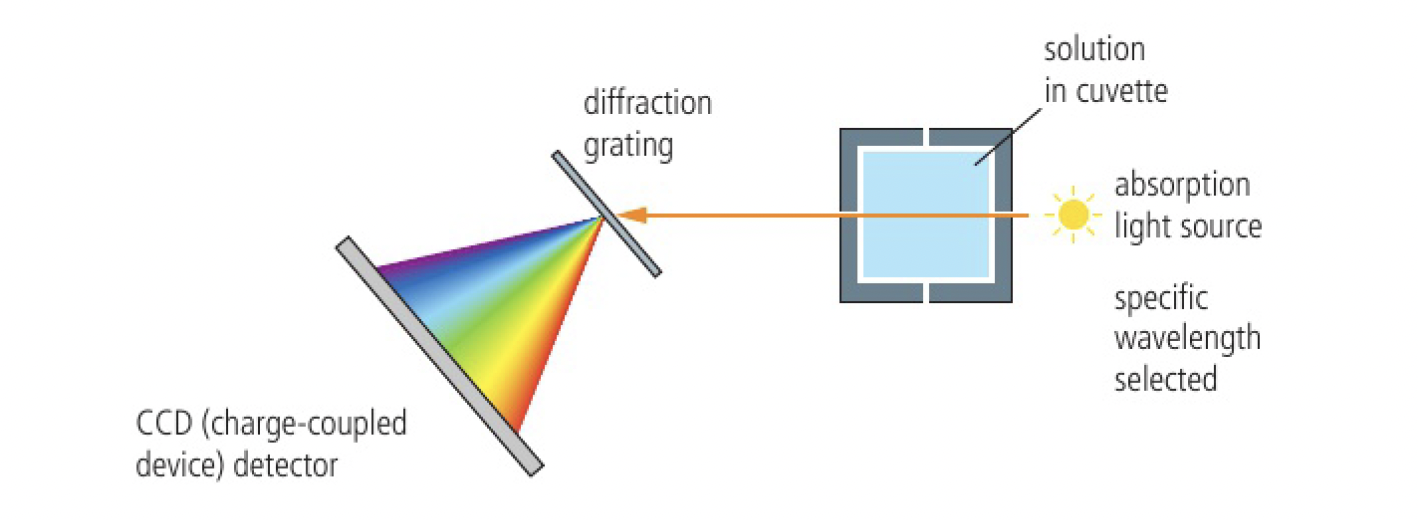 solution
in cuvette
diffraction
grating
absorption
light source
specific
wavelength
selected
CCD (charge-coupled
device) detector